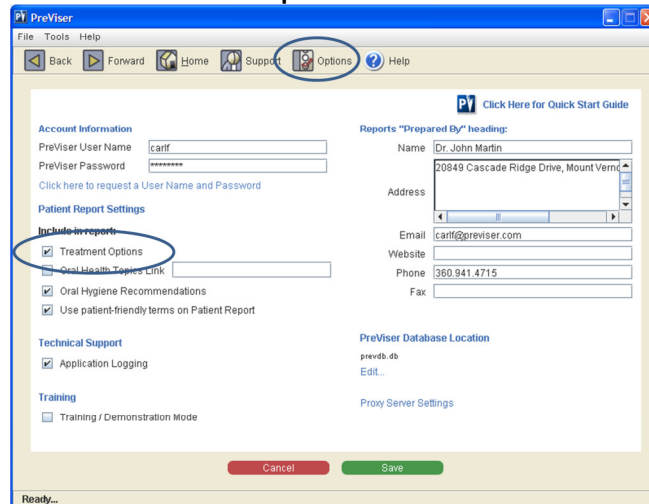 PreViser
File Tools Help
Back Forward Home Support Options Help
Click Here for Quick Start Guide
Account Information
PreViser User Name carlf
PreViser Password ********
Click here to request a User Name and Password
Patient Report Settings
Include in report:
Treatment Options
Oral Health Topics Link
Oral Hygiene Recommendations
Use patient-friendly terms on Patient Report
Technical Support
Application Logging
Training
Training / Demonstration Mode
Reports "Prepared By" heading:
Name Dr. John Martin
Address 20849 Cascade Ridge Drive, Mount
Email carlf@previser.com
Website
Phone 360.941.4715
Fax
PreViser Database Location
prevdb.db
Edit...
Proxy Server Settings
Cancel Save
Ready...